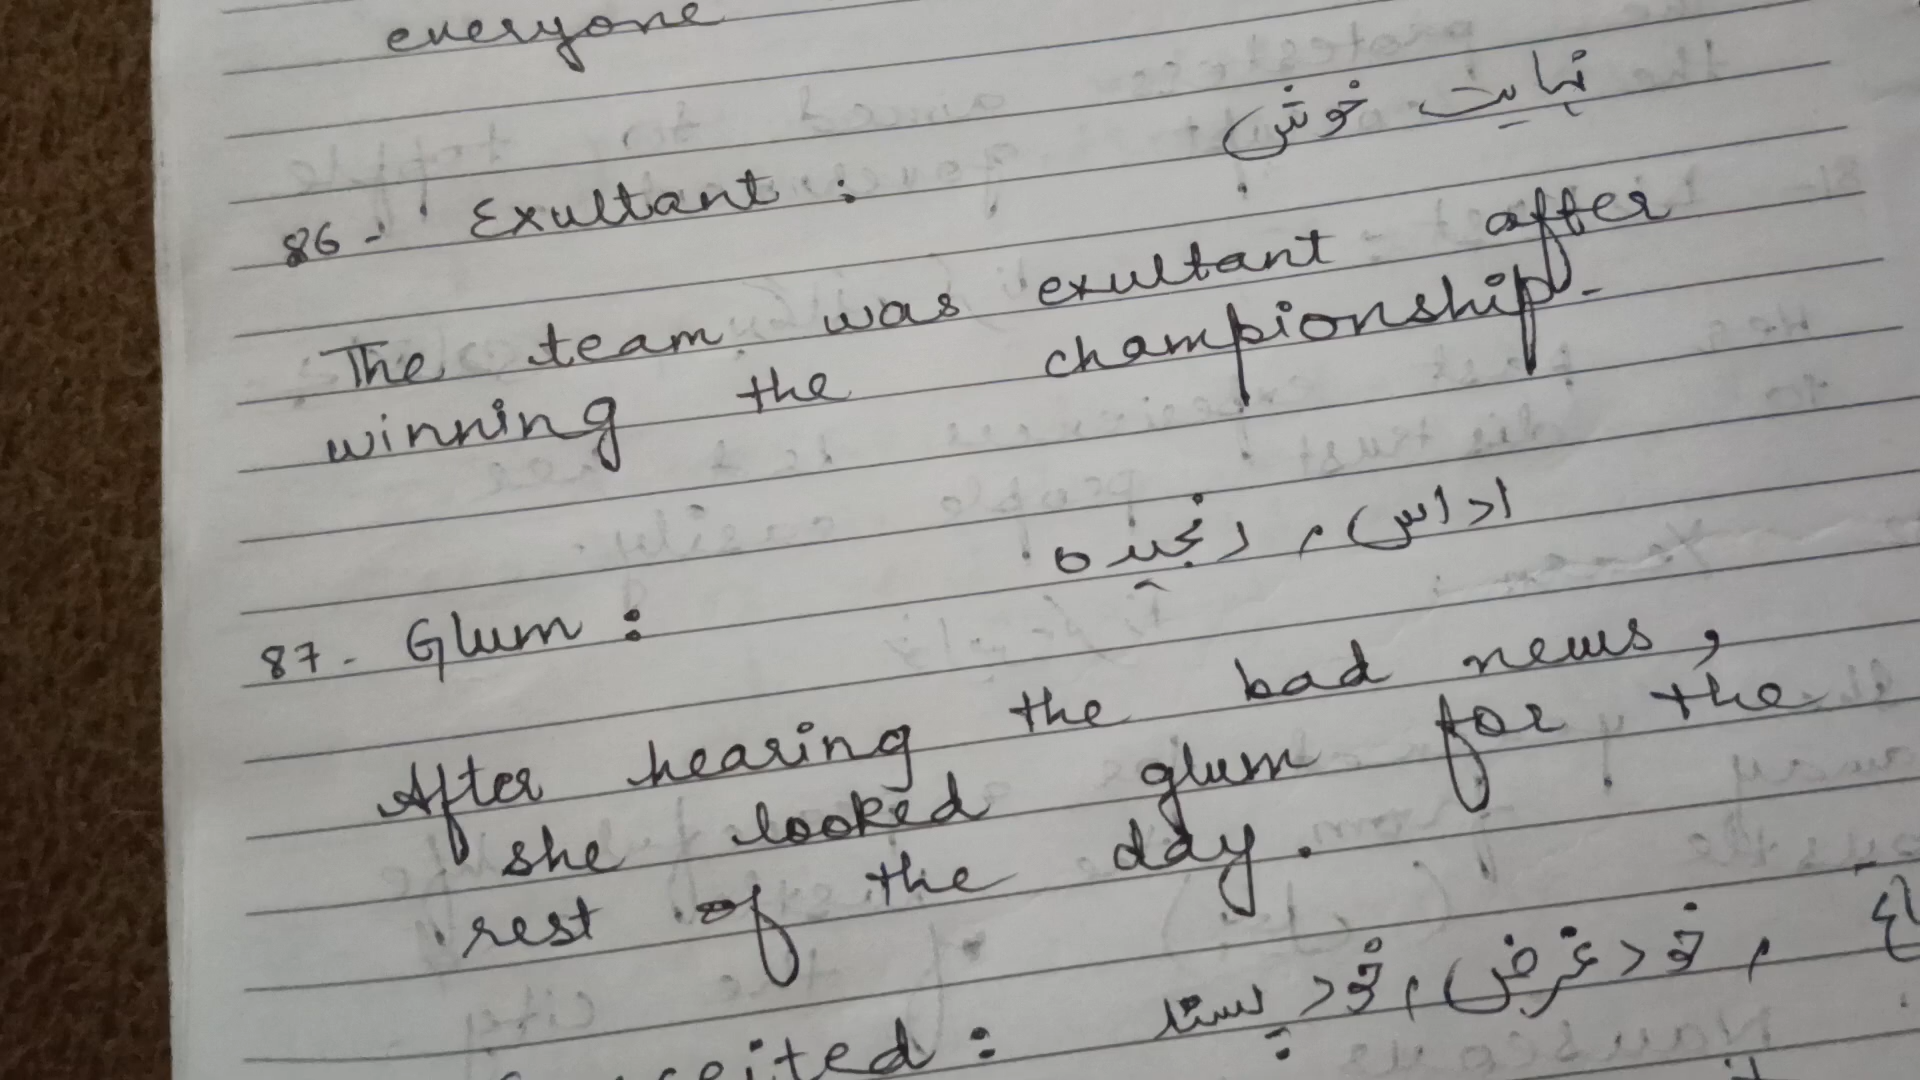 everyone
نہایت خوش
86- Exultant :
The team was exultant after
winning the championship.
اداس، رنجیدہ
87- Glum :
After hearing the bad news,
she looked glum for the
rest of the day.
خود غرض، خود پسند